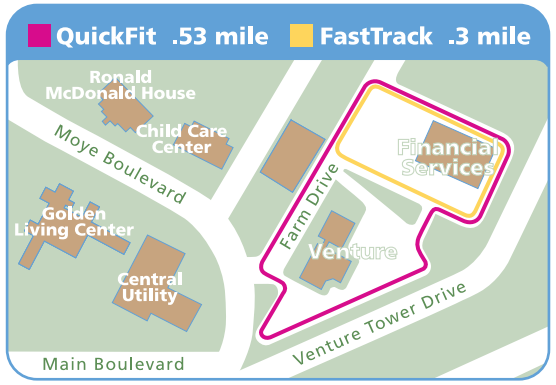 QuickFit .53 mile FastTrack .3 mile
Ronald
McDonald House
Child Care
Center
Moye Boulevard
Financial
Services
Farm Drive
Golden
Living Center
Venture
Central
Utility
Venture Tower Drive
Main Boulevard